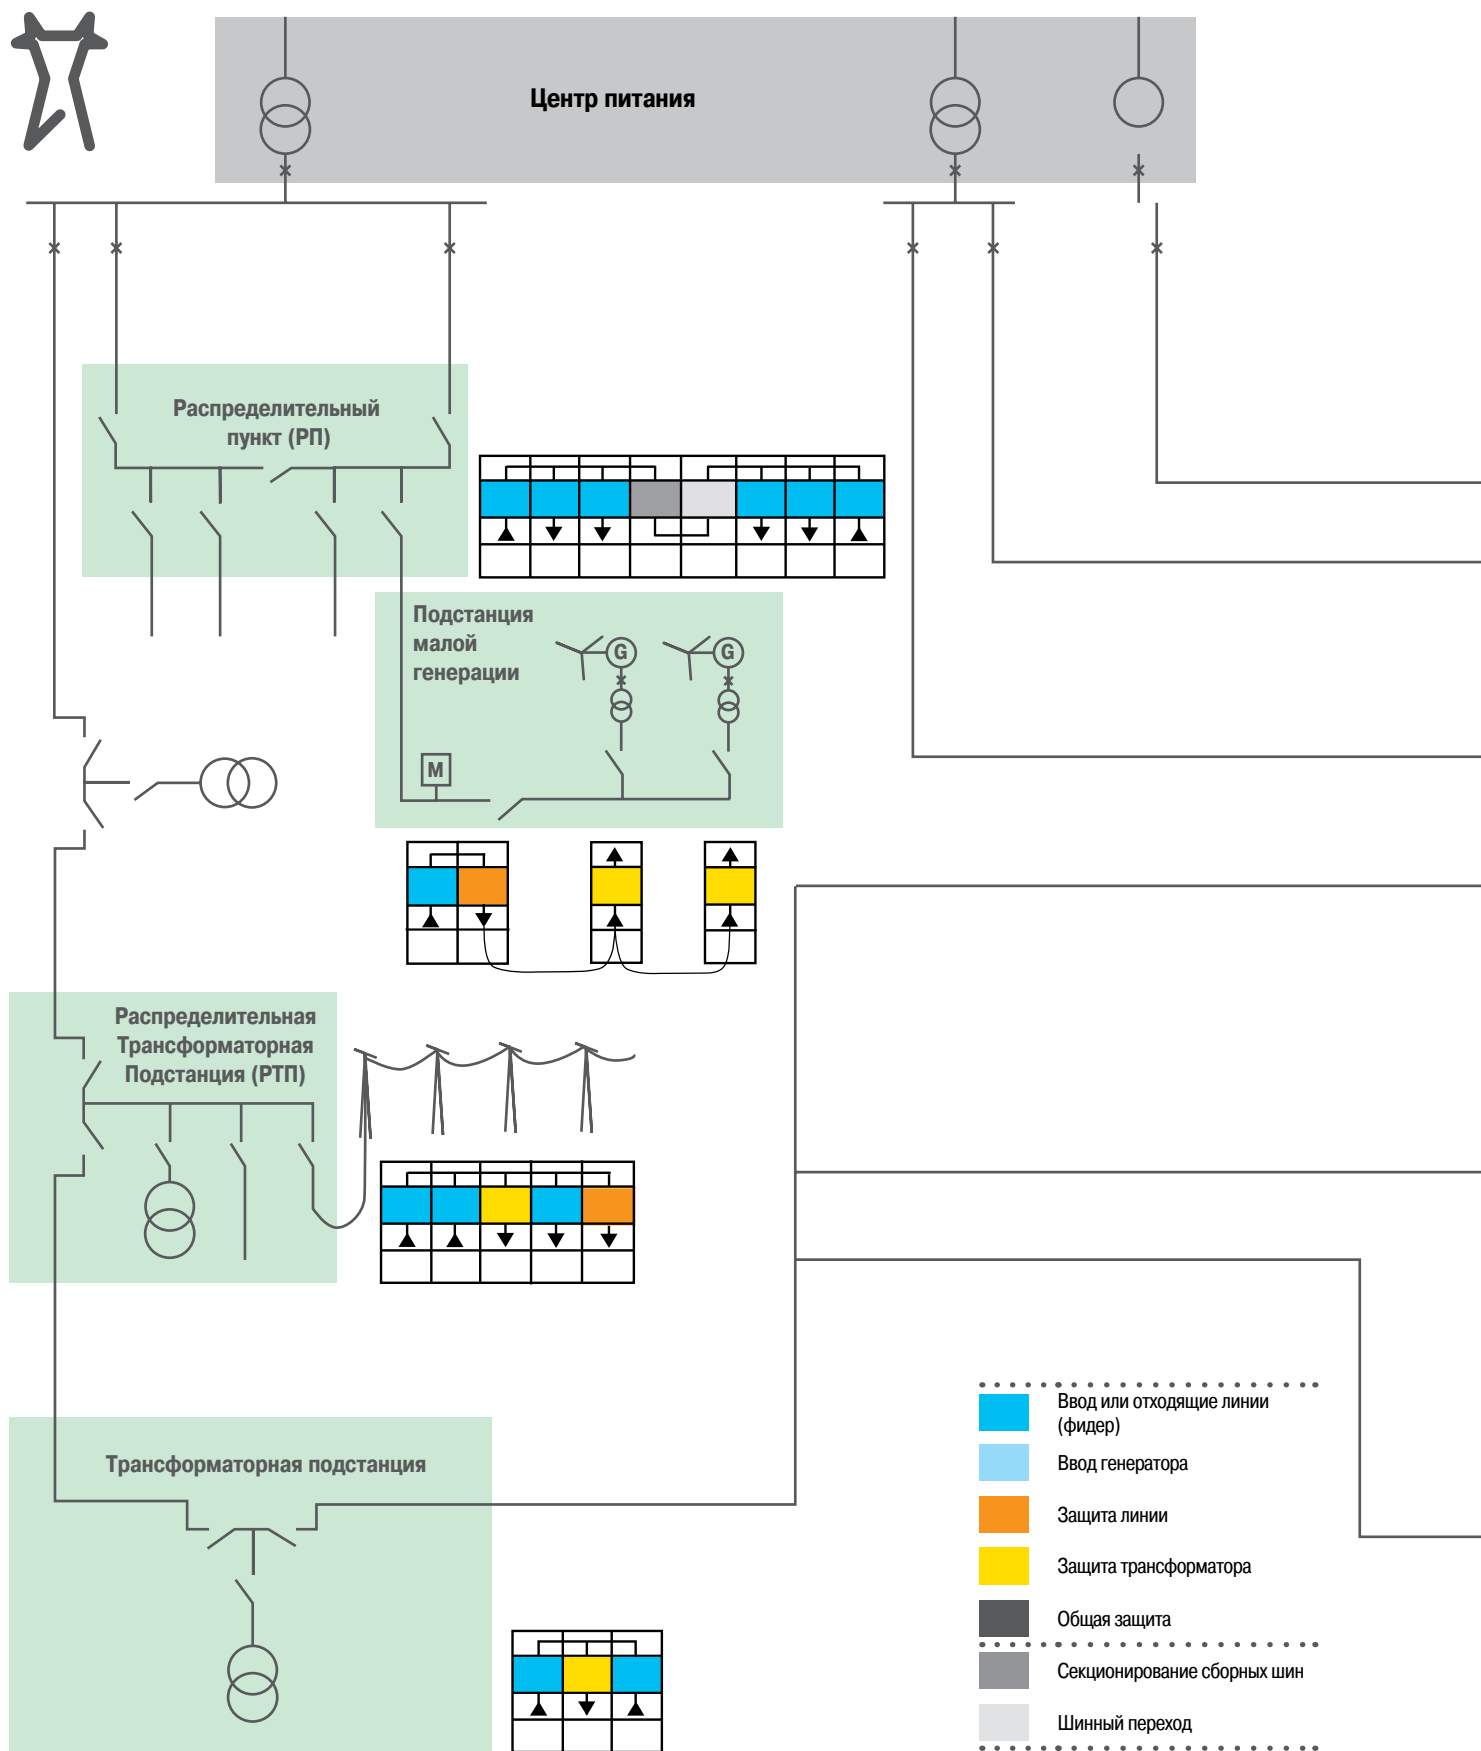 Центр питания
Распределительный
пункт (РП)
Подстанция
малой
генерации
G
G
M
Распределительная
Трансформаторная
Подстанция (РТП)
Трансформаторная подстанция
Ввод или отходящие линии
(фидер)
Ввод генератора
Защита линии
Защита трансформатора
Общая защита
Секционирование сборных шин
Шинный переход